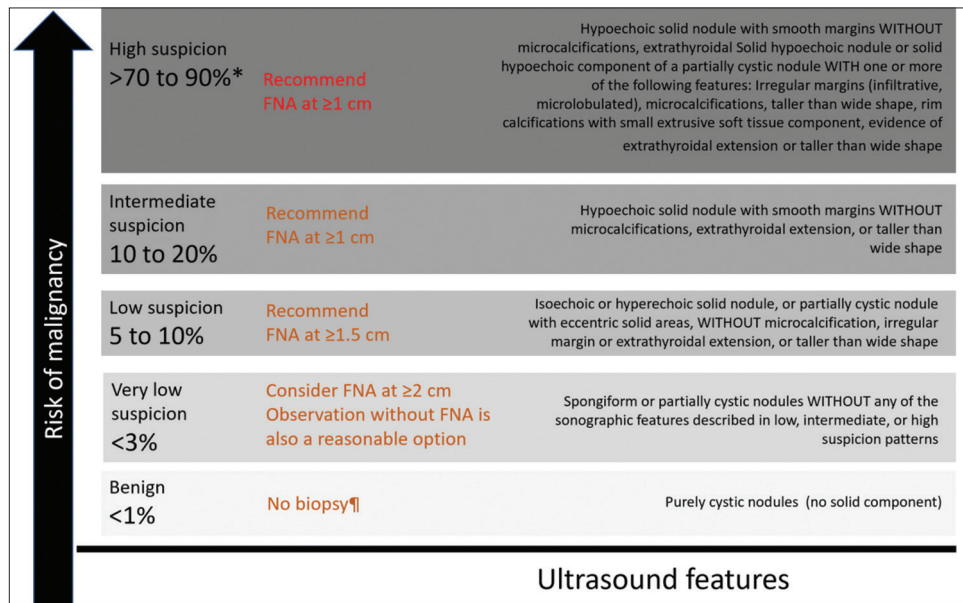 Risk of malignancy
High suspicion
>70 to 90%*
Recommend
FNA at ≥1 cm
Hypoechoic solid nodule with smooth margins WITHOUT
microcalcifications, extrathyroidal Solid hypoechoic nodule or solid
hypoechoic component of a partially cystic nodule WITH one or more
of the following features: Irregular margins (infiltrative,
microlobulated), microcalcifications, taller than wide shape, rim
calcifications with small extrusive soft tissue component, evidence of
extrathyroidal extension or taller than wide shape
Intermediate
suspicion
10 to 20%
Recommend
FNA at ≥1 cm
Hypoechoic solid nodule with smooth margins WITHOUT
microcalcifications, extrathyroidal extension, or taller than
wide shape
Low suspicion
5 to 10%
Recommend
FNA at ≥1.5 cm
Isoechoic or hyperechoic solid nodule, or partially cystic nodule
with eccentric solid areas, WITHOUT microcalcification, irregular
margin or extrathyroidal extension, or taller than wide shape
Very low
suspicion
<3%
Consider FNA at ≥2 cm
Observation without FNA is
also a reasonable option
Spongiform or partially cystic nodules WITHOUT any of the
sonographic features described in low, intermediate, or high
suspicion patterns
Benign
<1%
No biopsy¶
Purely cystic nodules (no solid component)
Ultrasound features